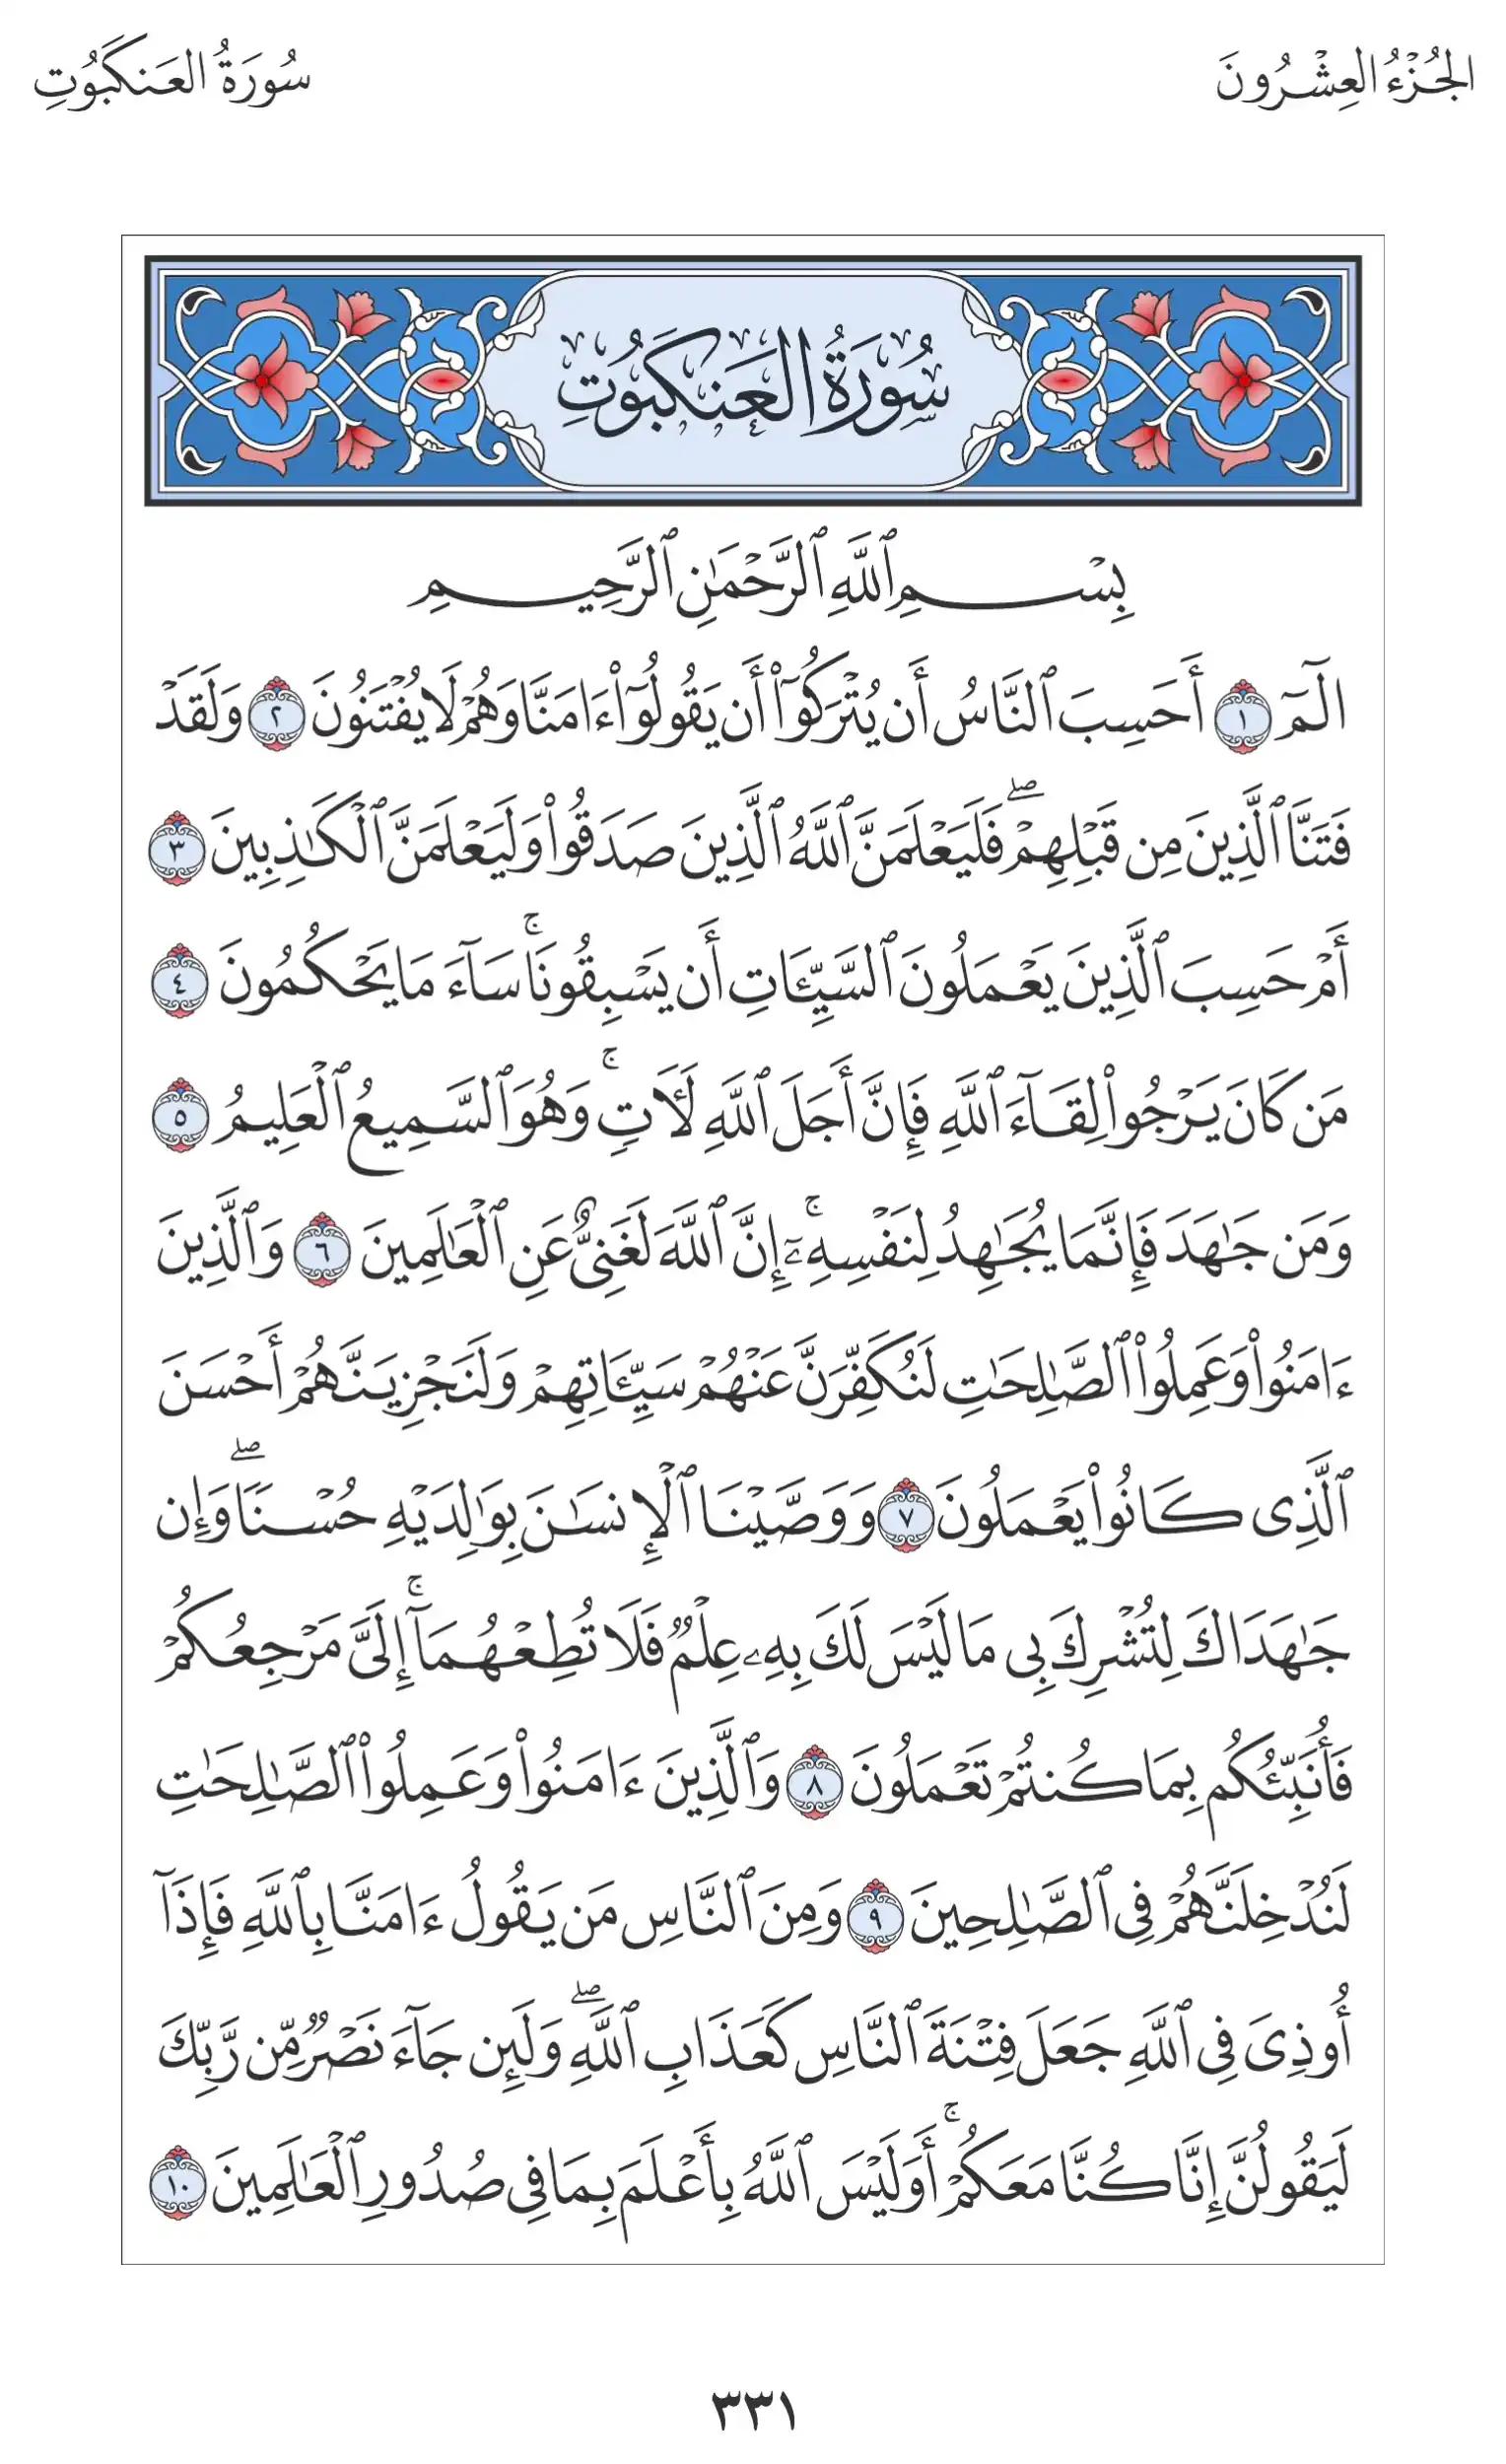 الجُزْءُ العِشْرُونَ
سُورَةُ العَنكَبُوتِ
سُورَةُ العَنكَبُوتِ
بِسْمِ ٱللَّهِ ٱلرَّحْمَٰنِ ٱلرَّحِيمِ
الٓمٓ ١ أَحَسِبَ ٱلنَّاسُ أَن يُتْرَكُوٓا۟ أَن يَقُولُوٓا۟ ءَامَنَّا وَهُمْ لَا يُفْتَنُونَ ٢ وَلَقَدْ
فَتَنَّا ٱلَّذِينَ مِن قَبْلِهِمْ ۖ فَلَيَعْلَمَنَّ ٱللَّهُ ٱلَّذِينَ صَدَقُوا۟ وَلَيَعْلَمَنَّ ٱلْكَٰذِبِينَ ٣
أَمْ حَسِبَ ٱلَّذِينَ يَعْمَلُونَ ٱلسَّيِّـَٔاتِ أَن يَسْبِقُونَا ۚ سَآءَ مَا يَحْكُمُونَ ٤
مَن كَانَ يَرْجُوا۟ لِقَآءَ ٱللَّهِ فَإِنَّ أَجَلَ ٱللَّهِ لَـَٔاتٍ ۚ وَهُوَ ٱلسَّمِيعُ ٱلْعَلِيمُ ٥
وَمَن جَٰهَدَ فَإِنَّمَا يُجَٰهِدُ لِنَفْسِهِۦٓ ۚ إِنَّ ٱللَّهَ لَغَنِىٌّ عَنِ ٱلْعَٰلَمِينَ ٦ وَٱلَّذِينَ
ءَامَنُوا۟ وَعَمِلُوا۟ ٱلصَّٰلِحَٰتِ لَنُكَفِّرَنَّ عَنْهُمْ سَيِّـَٔاتِهِمْ وَلَنَجْزِيَنَّهُمْ أَحْسَنَ
ٱلَّذِى كَانُوا۟ يَعْمَلُونَ ٧ وَوَصَّيْنَا ٱلْإِنسَٰنَ بِوَٰلِدَيْهِ حُسْنًا ۖ وَإِن
جَٰهَدَاكَ لِتُشْرِكَ بِى مَا لَيْسَ لَكَ بِهِۦ عِلْمٌ فَلَا تُطِعْهُمَآ ۚ إِلَىَّ مَرْجِعُكُمْ
فَأُنَبِّئُكُم بِمَا كُنتُمْ تَعْمَلُونَ ٨ وَٱلَّذِينَ ءَامَنُوا۟ وَعَمِلُوا۟ ٱلصَّٰلِحَٰتِ
لَنُدْخِلَنَّهُمْ فِى ٱلصَّٰلِحِينَ ٩ وَمِنَ ٱلنَّاسِ مَن يَقُولُ ءَامَنَّا بِٱللَّهِ فَإِذَآ
أُوذِىَ فِى ٱللَّهِ جَعَلَ فِتْنَةَ ٱلنَّاسِ كَعَذَابِ ٱللَّهِ ۖ وَلَئِن جَآءَ نَصْرٌ مِّن رَّبِّكَ
لَيَقُولُنَّ إِنَّا كُنَّا مَعَكُمْ ۚ أَوَلَيْسَ ٱللَّهُ بِأَعْلَمَ بِمَا فِى صُدُورِ ٱلْعَٰلَمِينَ ١٠
٣٣١